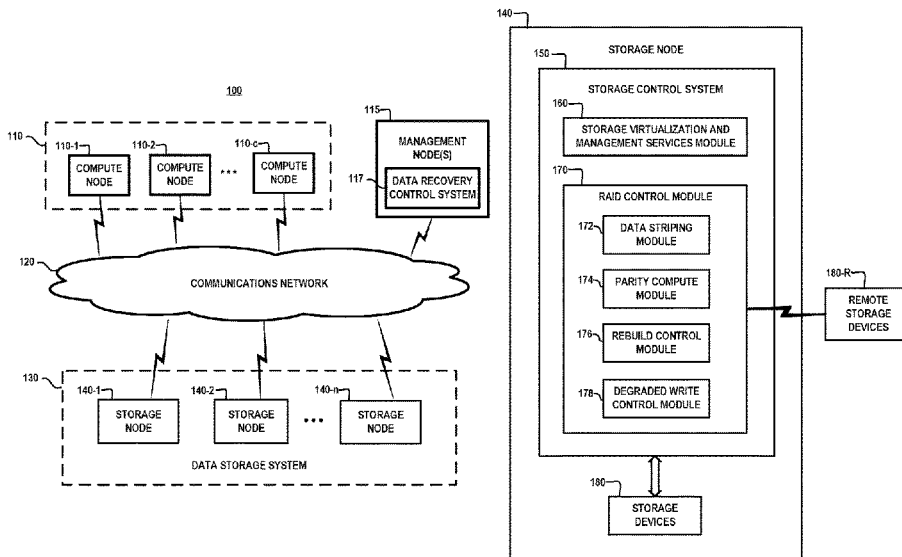 100
110
110-1
COMPUTE
NODE
110-2
COMPUTE
NODE
***
110-c
COMPUTE
NODE
115
MANAGEMENT
NODE(S)
117
DATA RECOVERY
CONTROL SYSTEM
120
COMMUNICATIONS NETWORK
130
140-1
STORAGE
NODE
140-2
STORAGE
NODE
•••
140-n
STORAGE
NODE
DATA STORAGE SYSTEM
140
STORAGE NODE
150
STORAGE CONTROL SYSTEM
160
STORAGE VIRTUALIZATION AND
MANAGEMENT SERVICES MODULE
170
RAID CONTROL MODULE
172
DATA STRIPING
MODULE
174
PARITY COMPUTE
MODULE
176
REBUILD CONTROL
MODULE
178
DEGRADED WRITE
CONTROL MODULE
180-R
REMOTE
STORAGE
DEVICES
180
STORAGE
DEVICES